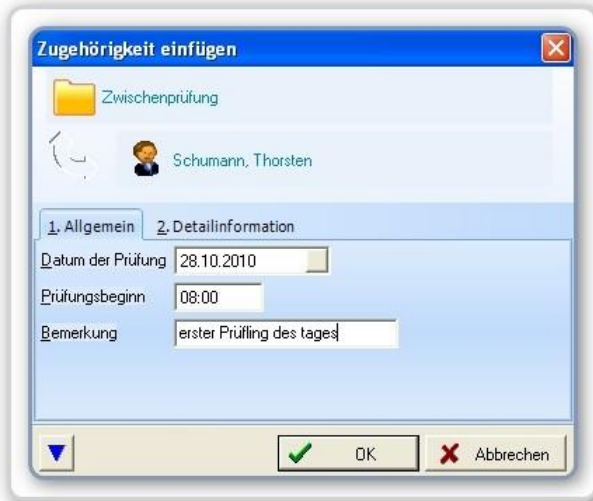 Zugehörigkeit einfügen
Zwischenprüfung
Schumann, Thorsten
1. Allgemein 2. Detailinformation
Datum der Prüfung 28.10.2010
Prüfungsbeginn 08:00
Bemerkung erster Prüfling des tages
OK Abbrechen